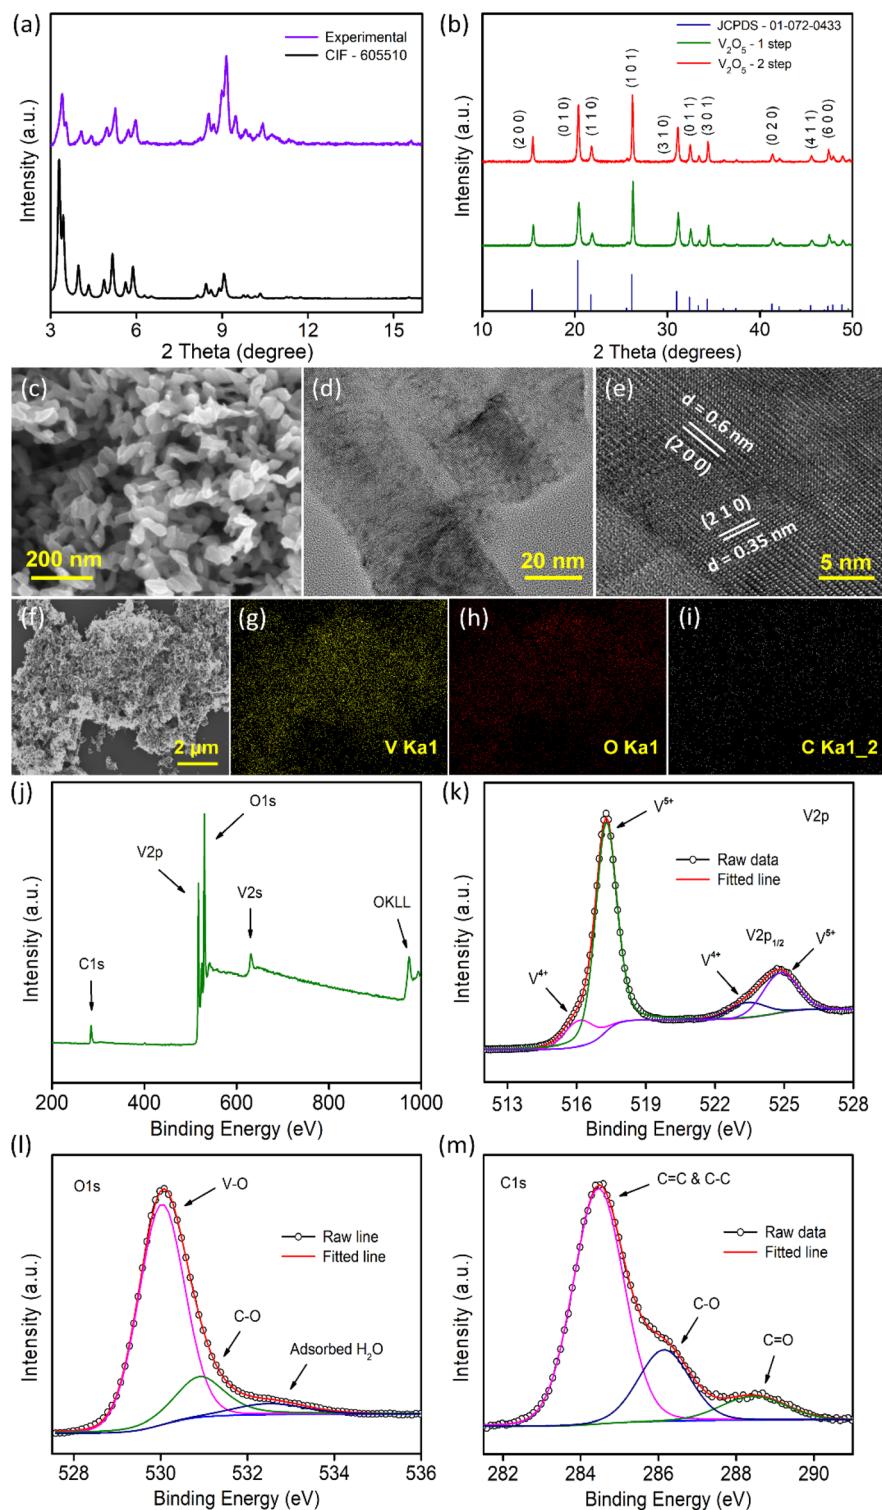 (a)
Experimental
CIF - 605510
Intensity (a.u.)
3 6 9 12 15
2 Theta (degree)
(b)
JCPDS - 01-072-0433
V₂O₅ - 1 step
V₂O₅ - 2 step
(2 0 0)
(0 1 0)
(1 1 0)
(1 0 1)
(3 1 0)
(0 1 1)
(3 0 1)
(0 2 0)
(4 1 1)
(6 0 0)
Intensity (a.u.)
10 20 30 40 50
2 Theta (degrees)
(c)
200 nm
(d)
20 nm
(e)
d = 0.6 nm
(2 0 0)
(2 1 0)
d = 0.35 nm
5 nm
(f)
2 µm
(g)
V Ka1
(h)
O Ka1
(i)
C Ka1_2
(j)
O1s
V2p
V2s
OKLL
C1s
Intensity (a.u.)
200 400 600 800 1000
Binding Energy (eV)
(k)
V⁵⁺
V2p
Raw data
Fitted line
V2p₁/₂
V⁴⁺
V⁵⁺
V⁴⁺
Intensity (a.u.)
513 516 519 522 525 528
Binding Energy (eV)
(l)
O1s
V-O
Raw line
Fitted line
C-O
Adsorbed H₂O
Intensity (a.u.)
528 530 532 534 536
Binding Energy (eV)
(m)
C1s
C=C & C-C
Raw data
Fitted line
C-O
C=O
Intensity (a.u.)
282 284 286 288 290
Binding Energy (eV)